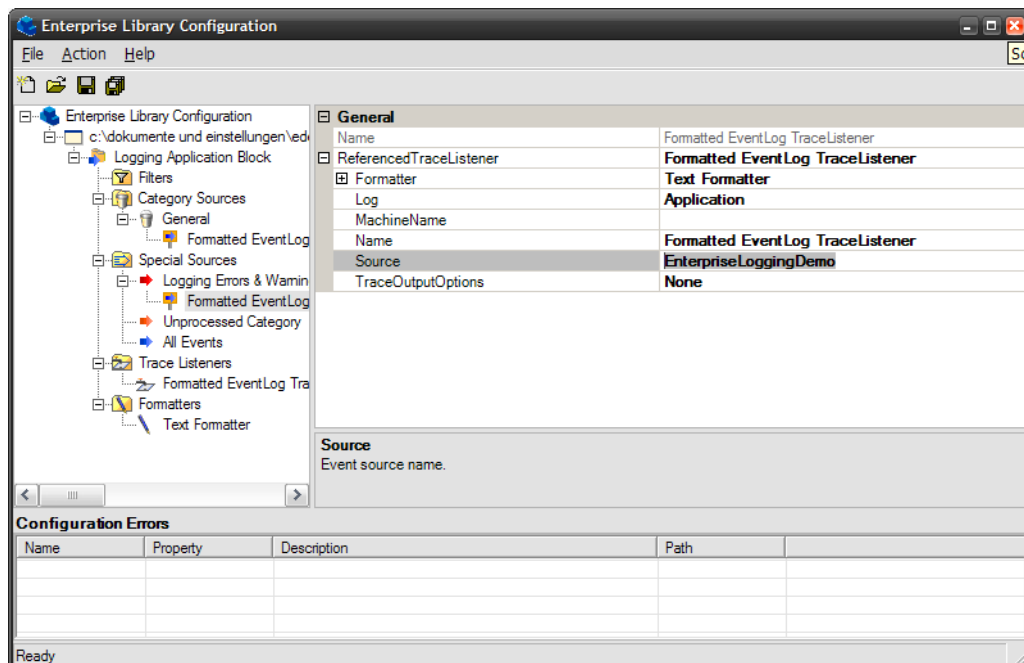 Enterprise Library Configuration
File Action Help
Sc
Enterprise Library Configuration
c:\dokumente und einstellungen\ede
Logging Application Block
Filters
Category Sources
General
Formatted EventLog
Special Sources
Logging Errors & Warnin
Formatted EventLog
Unprocessed Category
All Events
Trace Listeners
Formatted EventLog Tra
Formatters
Text Formatter
General
Name Formatted EventLog TraceListener
ReferencedTraceListener Formatted EventLog TraceListener
Formatter Text Formatter
Log Application
MachineName
Name Formatted EventLog TraceListener
Source EnterpriseLoggingDemo
TraceOutputOptions None
Source
Event source name.
Configuration Errors
Name Property Description Path
Ready